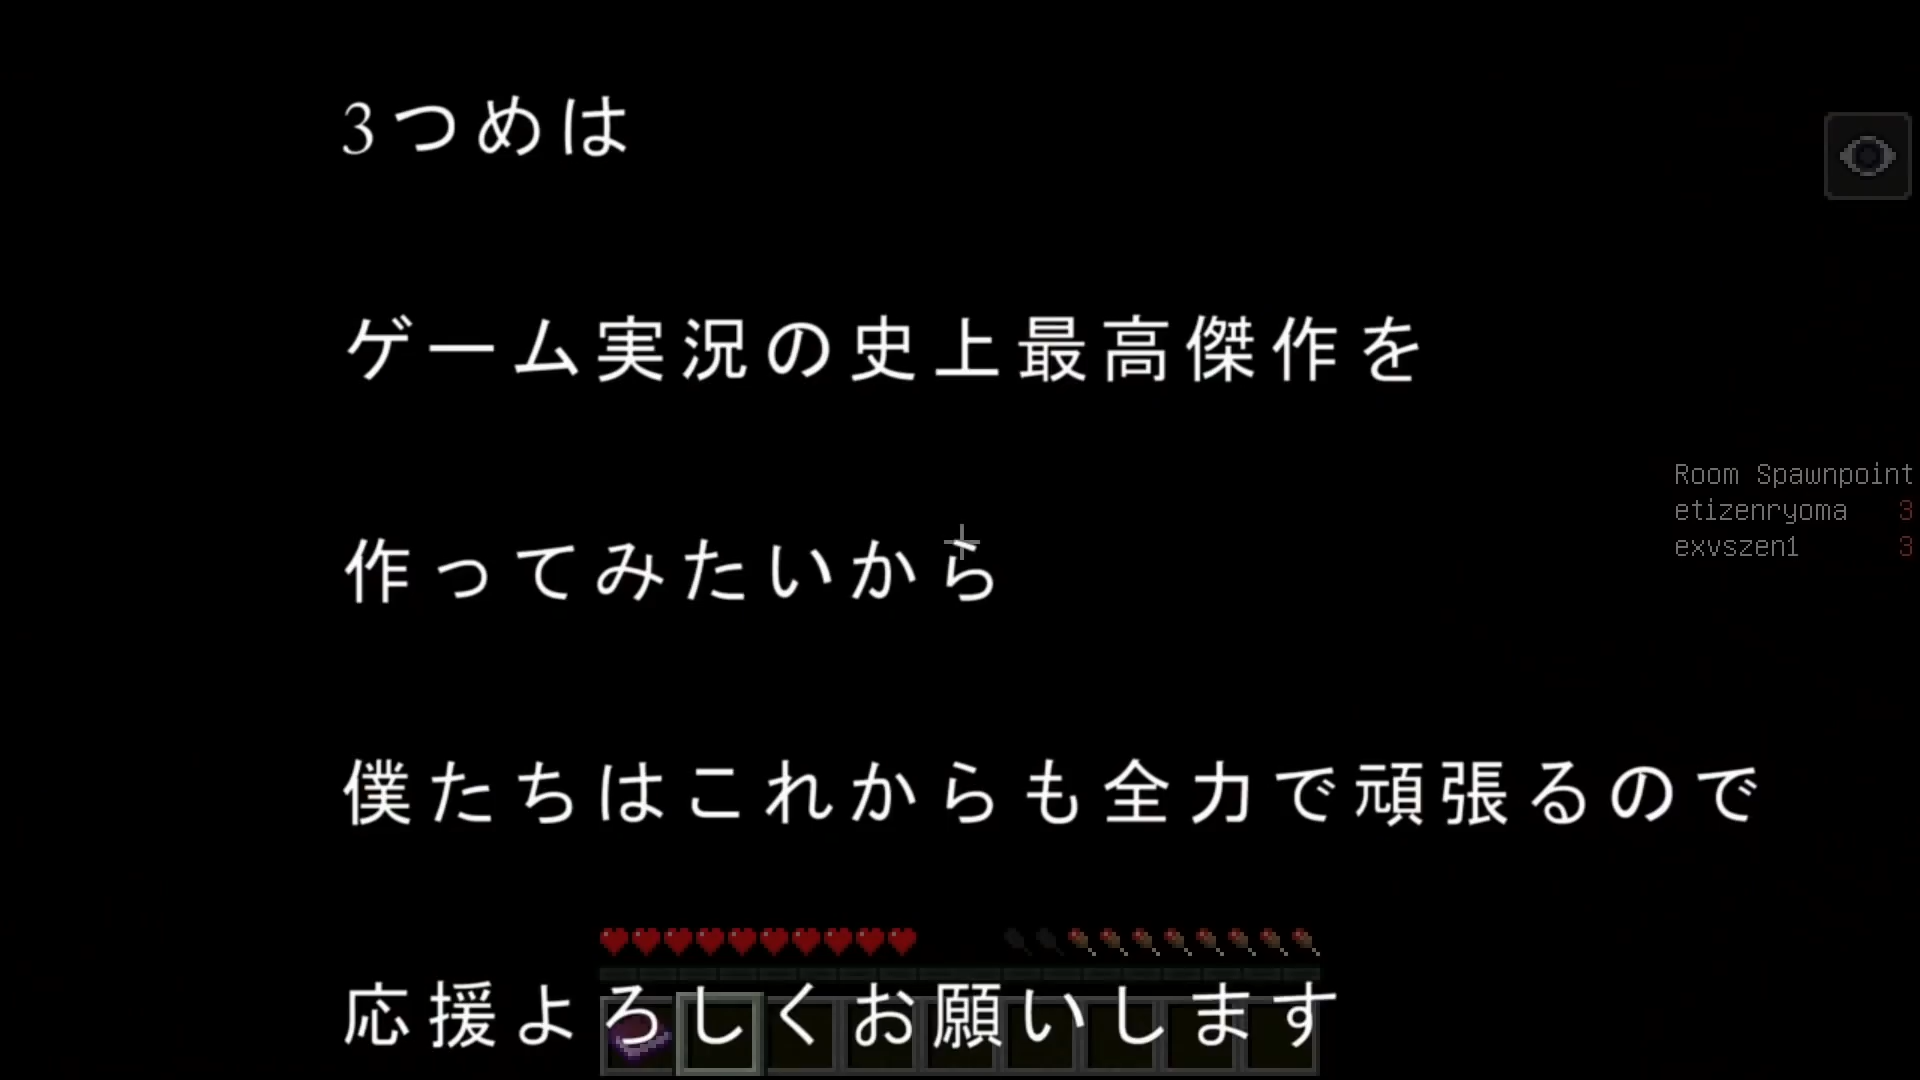 3つめは
ゲーム実況の史上最高傑作を
作ってみたいから
僕たちはこれからも全力で頑張るので
応援よろしくお願いします
Room Spawnpoint
etizenryoma 3
exvszen1 3